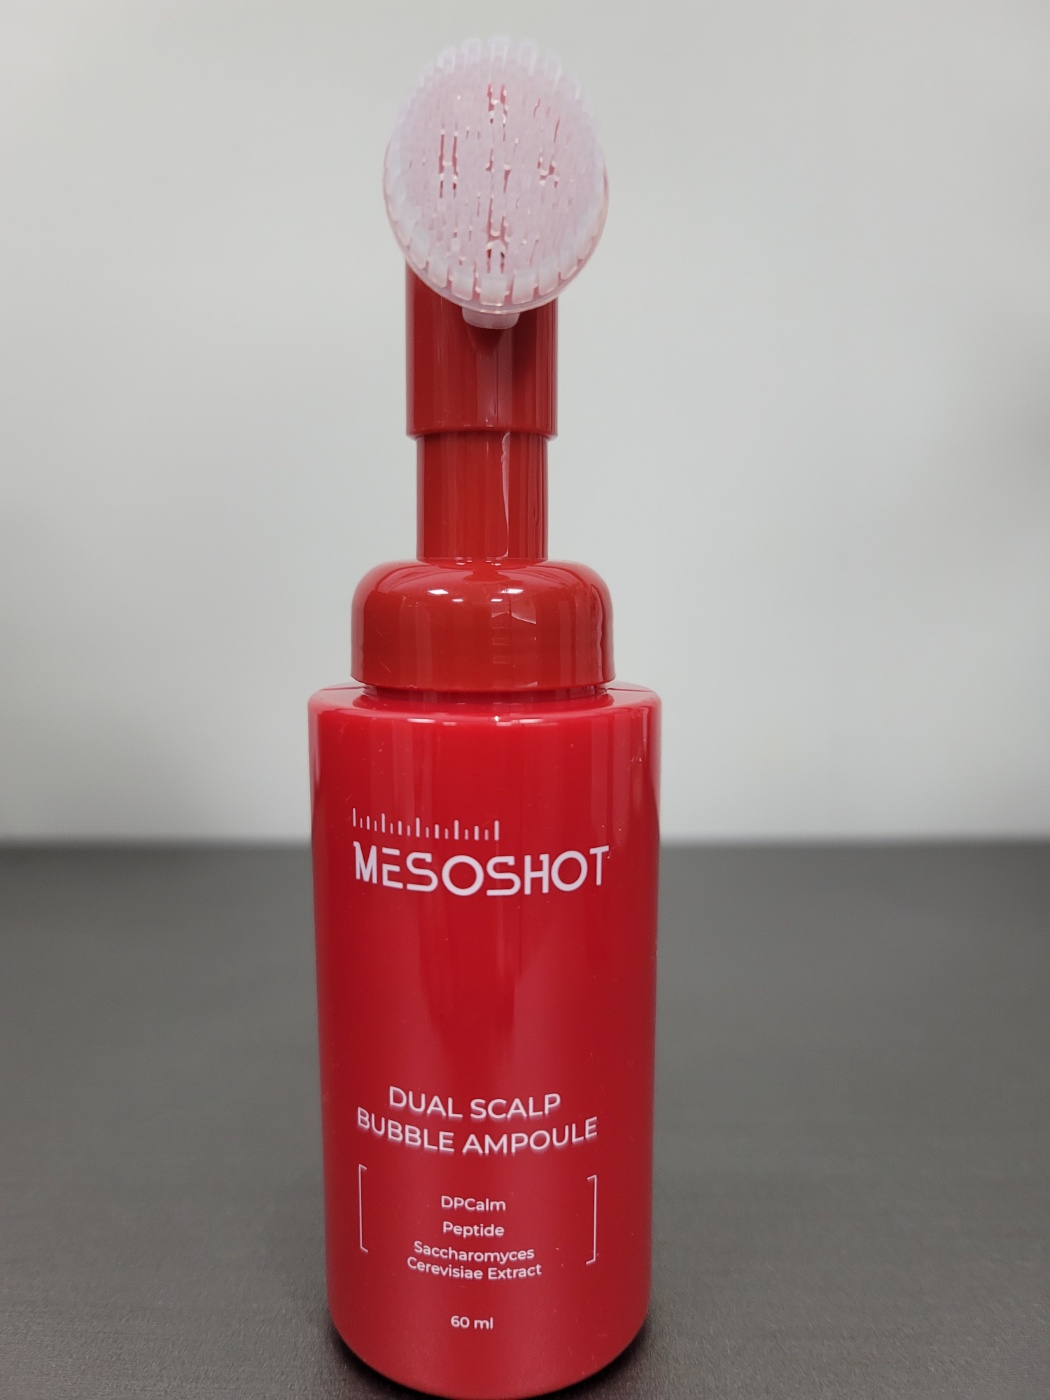 MESOSHOT
DUAL SCALP
BUBBLE AMPOULE
DPCalm
Peptide
Saccharomyces
Cerevisiae Extract
60 ml